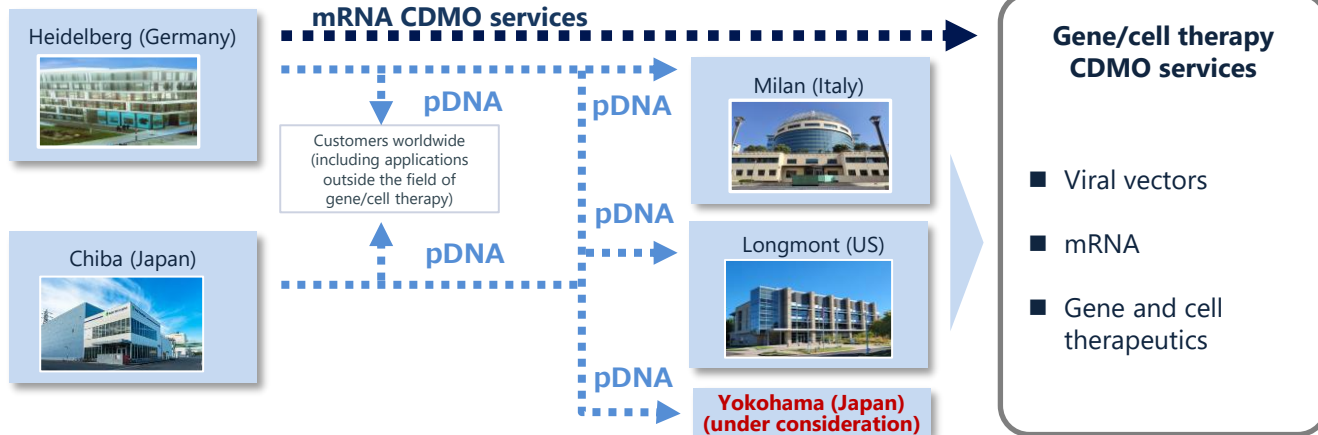 mRNA CDMO services
Heidelberg (Germany)
pDNA
Customers worldwide
(including applications
outside the field of
gene/cell therapy)
pDNA
Chiba (Japan)
pDNA
Milan (Italy)
pDNA
Longmont (US)
pDNA
Yokohama (Japan)
(under consideration)
Gene/cell therapy
CDMO services
■ Viral vectors
■ mRNA
■ Gene and cell
therapeutics